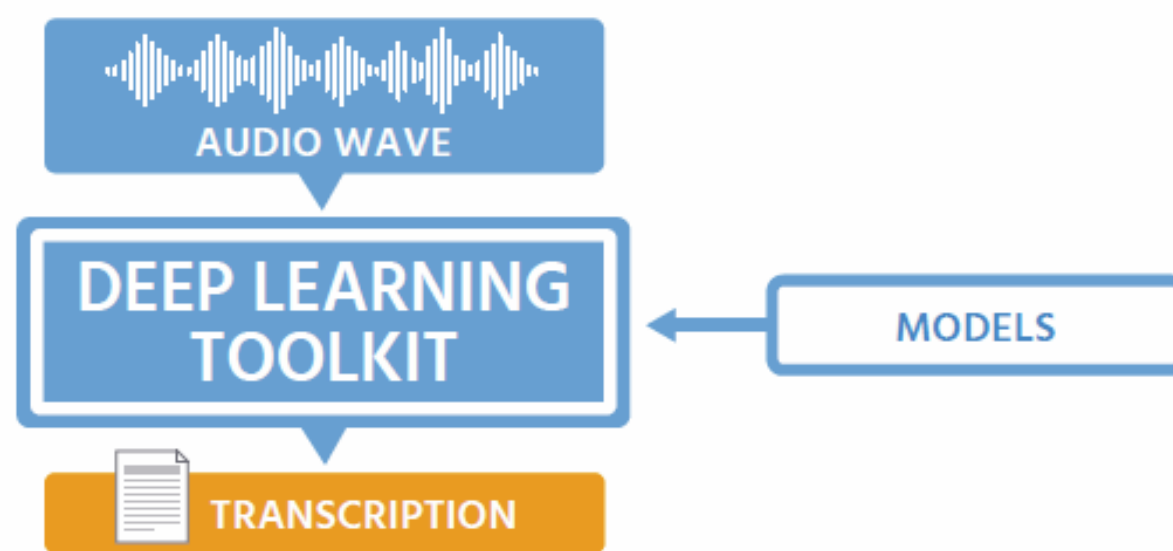 AUDIO WAVE
DEEP LEARNING
TOOLKIT
MODELS
TRANSCRIPTION